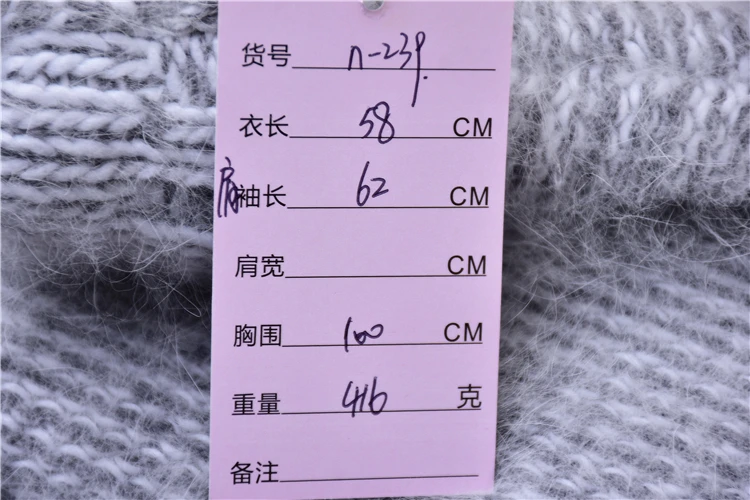 货号 n-239.
衣长 58 CM
肩袖长 62 CM
肩宽 CM
胸围 100 CM
重量 416 克
备注